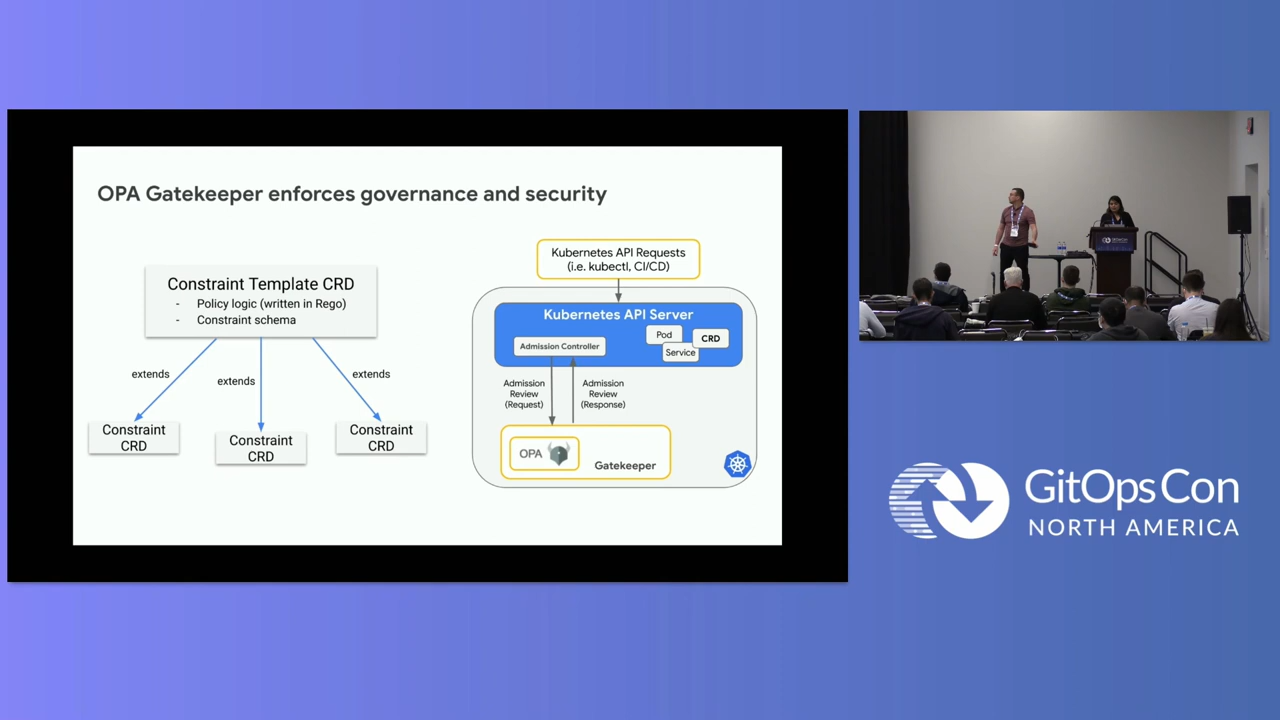 OPA Gatekeeper enforces governance and security
Constraint Template CRD
- Policy logic (written in Rego)
- Constraint schema
extends
extends
extends
Constraint
CRD
Constraint
CRD
Constraint
CRD
Kubernetes API Requests
(i.e. kubectl, CI/CD)
Kubernetes API Server
Admission Controller
Pod
Service
CRD
Admission
Review
(Request)
Admission
Review
(Response)
OPA
Gatekeeper
GitOpsCon
GitOpsCon
NORTH AMERICA